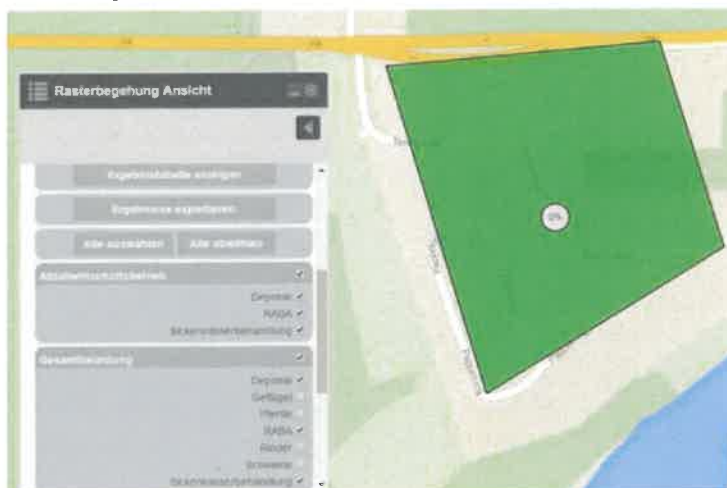 Rasterbegehung Ansicht
Ergebnistabelle anzeigen
Ergebnisse exportieren
Alle auswählen Alle abwählen
Abfallwirtschaftsbetrieb
Deponie
RABA
Sickerwasserbehandlung
Gesamtbelastung
Deponie
Geflügel
Pferde
RABA
Rinder
Schweine
Sickerwasserbehandlung
0%